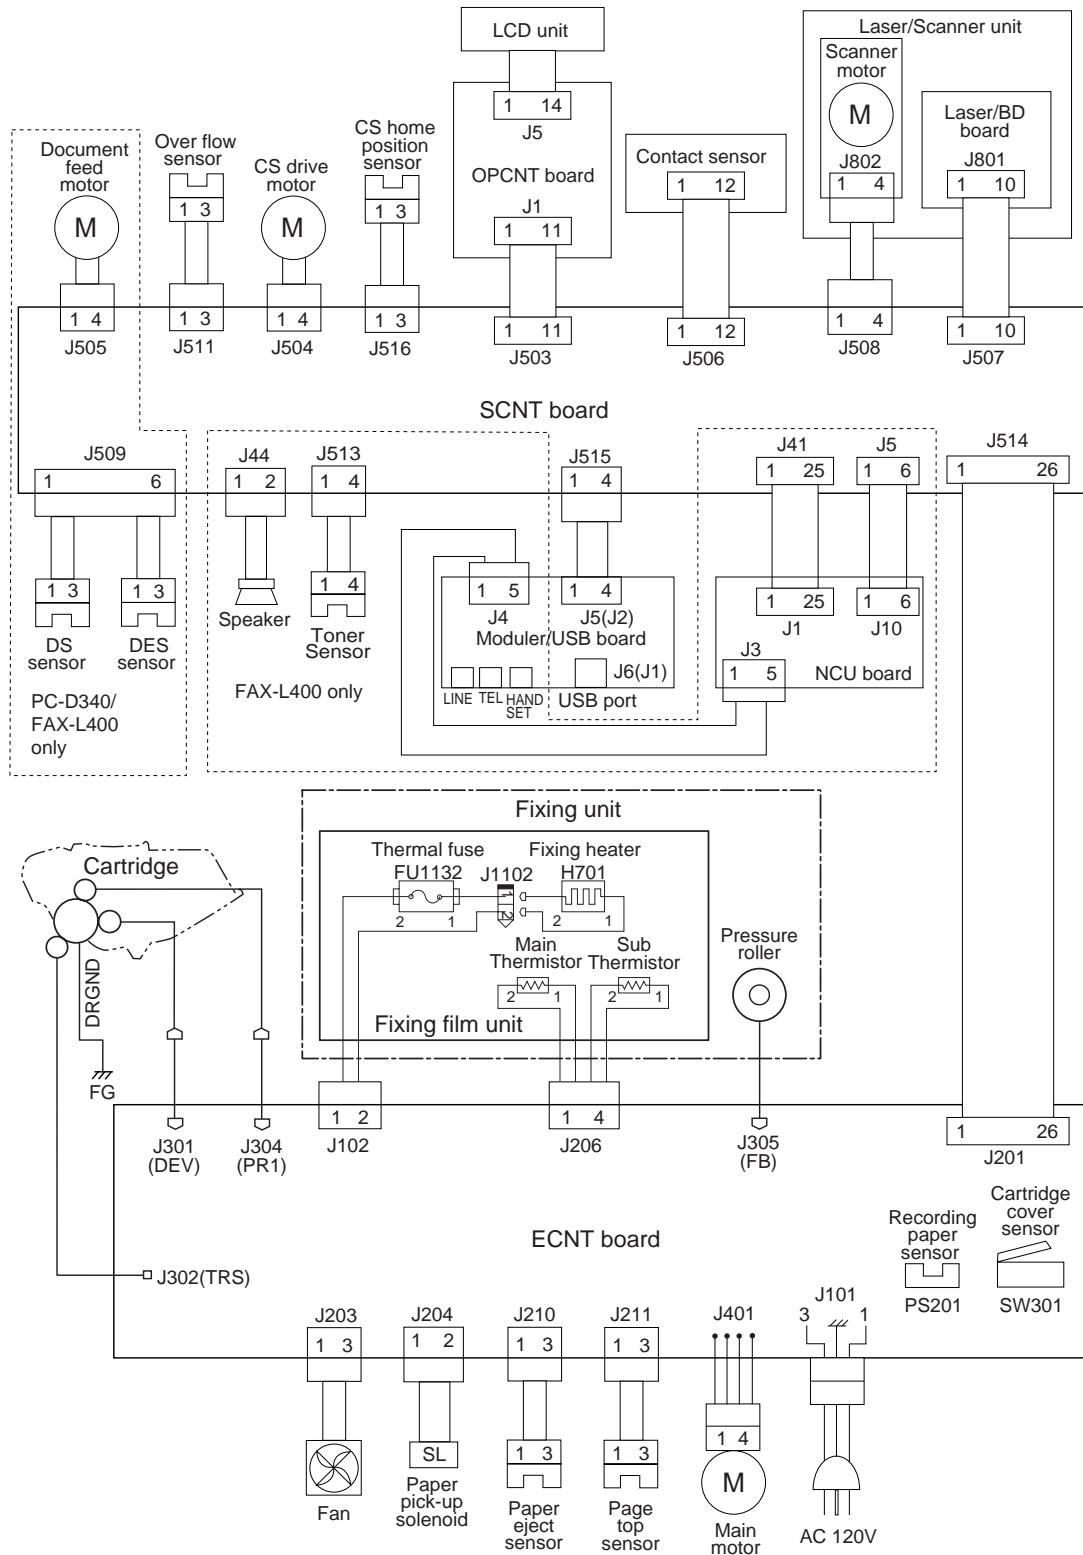 LCD unit
1 14
J5
OPCNT board
J1
1 11
1 11
J503
Laser/Scanner unit
Scanner
motor
M
J802
1 4
1 4
J508
Laser/BD
board
J801
1 10
1 10
J507
Document
feed
motor
M
1 4
J505
Over flow
sensor
1 3
1 3
J511
CS drive
motor
M
1 4
J504
CS home
position
sensor
1 3
1 3
J516
Contact sensor
1 12
1 12
J506
SCNT board
J509
1 6
1 3
1 3
DS
sensor
DES
sensor
PC-D340/
FAX-L400
only
J44
1 2
Speaker
J513
1 4
1 4
Toner
Sensor
FAX-L400 only
J515
1 4
1 5
J4
1 4
J5(J2)
Moduler/USB board
J6(J1)
LINE
TEL
HAND
SET
USB port
J41
1 25
J5
1 6
1 25
J1
1 6
J10
J3
1 5
NCU board
J514
1 26
Fixing unit
Thermal fuse
FU1132
2 1
J1102
1
2
Fixing heater
H701
2 1
Main
Thermistor
2 1
Sub
Thermistor
2 1
Fixing film unit
Pressure
roller
Cartridge
DRGND
FG
J301
(DEV)
J304
(PR1)
1 2
J102
1 4
J206
J305
(FB)
1 26
J201
ECNT board
J302(TRS)
Recording
paper
sensor
PS201
Cartridge
cover
sensor
SW301
J203
1 3
Fan
J204
1 2
SL
Paper
pick-up
solenoid
J210
1 3
1 3
Paper
eject
sensor
J211
1 3
1 3
Page
top
sensor
J401
1 4
M
Main
motor
J101
3 1
AC 120V